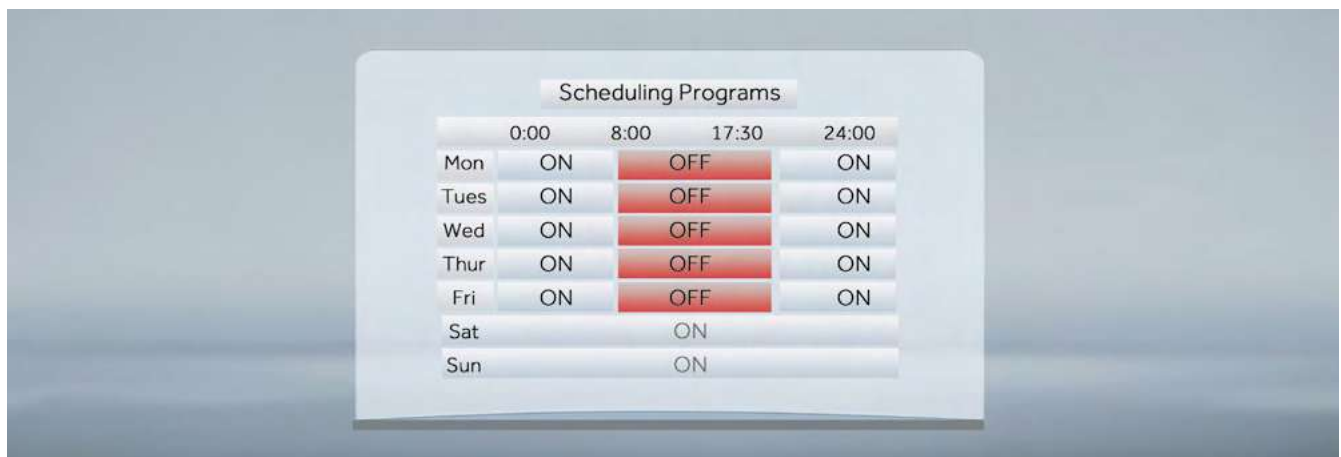 Scheduling Programs
0:00 8:00 17:30 24:00
Mon ON OFF ON
Tues ON OFF ON
Wed ON OFF ON
Thur ON OFF ON
Fri ON OFF ON
Sat ON
Sun ON